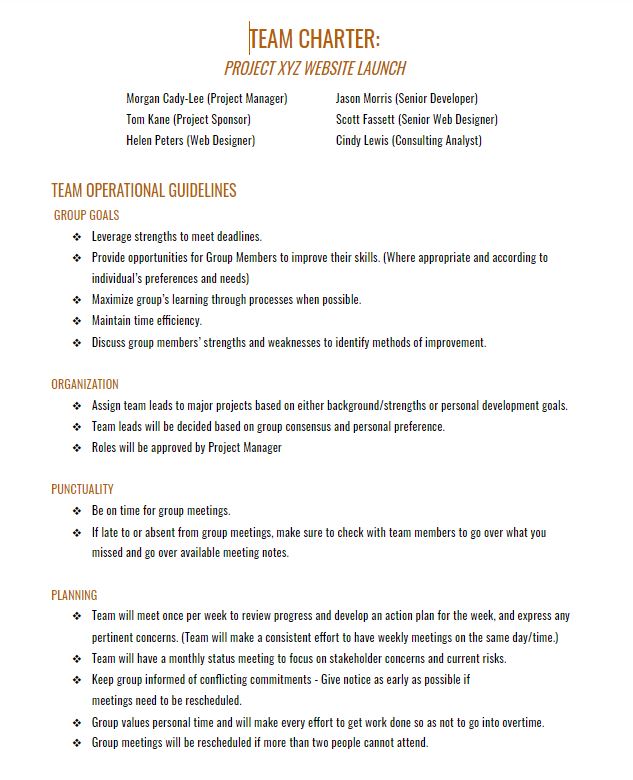 TEAM CHARTER:
PROJECT XYZ WEBSITE LAUNCH
Morgan Cady-Lee (Project Manager)
Tom Kane (Project Sponsor)
Helen Peters (Web Designer)
Jason Morris (Senior Developer)
Scott Fassett (Senior Web Designer)
Cindy Lewis (Consulting Analyst)
TEAM OPERATIONAL GUIDELINES
GROUP GOALS
❖ Leverage strengths to meet deadlines.
❖ Provide opportunities for Group Members to improve their skills. (Where appropriate and according to
individual's preferences and needs)
❖ Maximize group's learning through processes when possible.
❖ Maintain time efficiency.
❖ Discuss group members' strengths and weaknesses to identify methods of improvement.
ORGANIZATION
❖ Assign team leads to major projects based on either background/strengths or personal development goals.
❖ Team leads will be decided based on group consensus and personal preference.
❖ Roles will be approved by Project Manager
PUNCTUALITY
❖ Be on time for group meetings.
❖ If late to or absent from group meetings, make sure to check with team members to go over what you
missed and go over available meeting notes.
PLANNING
❖ Team will meet once per week to review progress and develop an action plan for the week, and express any
pertinent concerns. (Team will make a consistent effort to have weekly meetings on the same day/time.)
❖ Team will have a monthly status meeting to focus on stakeholder concerns and current risks.
❖ Keep group informed of conflicting commitments - Give notice as early as possible if
meetings need to be rescheduled.
❖ Group values personal time and will make every effort to get work done so as not to go into overtime.
❖ Group meetings will be rescheduled if more than two people cannot attend.